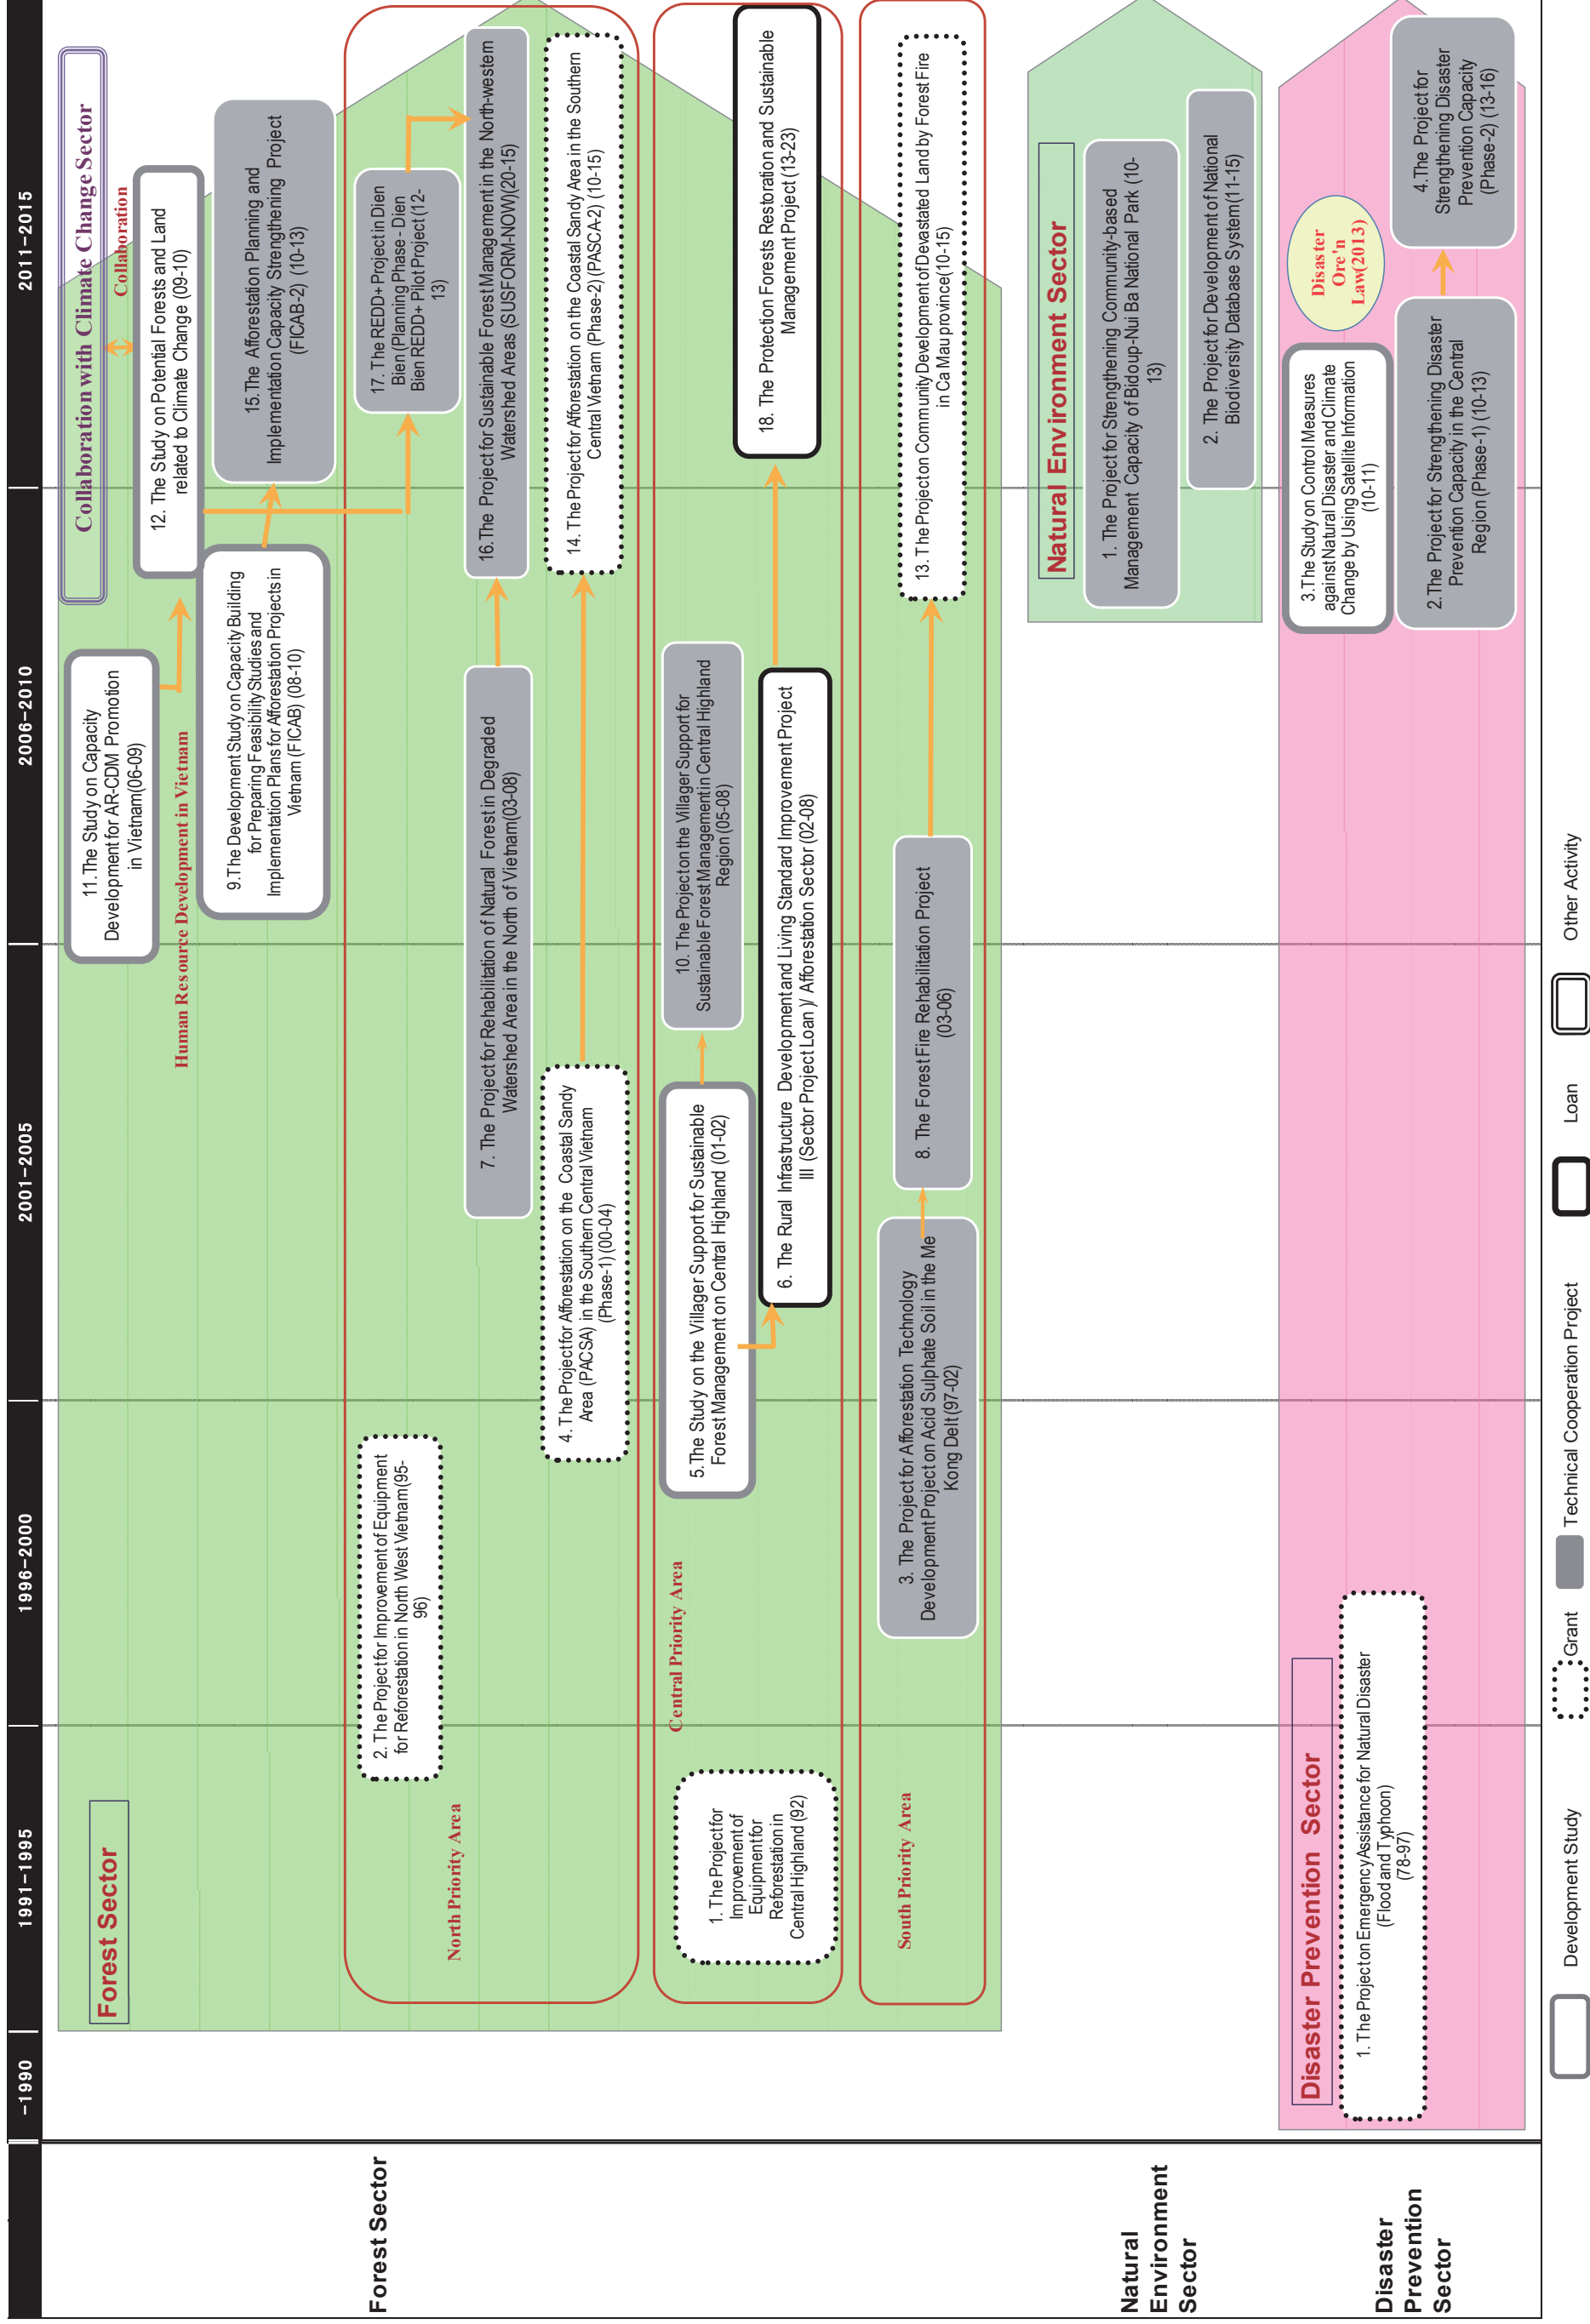 -1990
1991-1995
1996-2000
2001-2005
2006-2010
2011-2015
Forest Sector
Forest Sector
Collaboration with Climate Change Sector
Collaboration
11.The Study on Capacity
Development for AR-CDM Promotion
in Vietnam(06-09)
12. The Study on Potential Forests and Land
related to Climate Change (09-10)
Human Resource Development in Vietnam
9.The Development Study on Capacity Building
for Preparing Feasibility Studies and
Implementation Plans for Afforestation Projects in
Vietnam (FICAB) (08-10)
15.The Afforestation Planning and
Implementation Capacity Strengthening Project
(FICAB-2) (10-13)
North Priority Area
2. The Project for Improvement of Equipment
for Reforestation in North West Vietnam(95-
96)
17. The REDD+ Project in Dien
Bien (Planning Phase - Dien
Bien REDD+ Pilot Project (12-
13)
7. The Project for Rehabilitation of Natural Forest in Degraded
Watershed Area in the North of Vietnam(03-08)
16.The Project for Sustainable Forest Management in the North-western
Watershed Areas (SUSFORM-NOW)(20-15)
4. The Project for Afforestation on the Coastal Sandy
Area (PACSA) in the Southern Central Vietnam
(Phase-1) (00-04)
14. The Project for Afforestation on the Coastal Sandy Area in the Southern
Central Vietnam (Phase-2) (PASCA-2) (10-15)
Central Priority Area
1. The Project for
Improvement of
Equipment for
Reforestation in
Central Highland (92)
5.The Study on the Villager Support for Sustainable
Forest Management on Central Highland (01-02)
10. The Project on the Villager Support for
Sustainable Forest Management in Central Highland
Region (05-08)
6. The Rural Infrastructure Development and Living Standard Improvement Project
III (Sector Project Loan )/ Afforestation Sector (02-08)
18. The Protection Forests Restoration and Sustainable
Management Project (13-23)
South Priority Area
3. The Project for Afforestation Technology
Development Project on Acid Sulphate Soil in the Me
Kong Delt (97-02)
8. The Forest Fire Rehabilitation Project
(03-06)
13. The Project on Community Development of Devastated Land by Forest Fire
in Ca Mau province(10-15)
Natural
Environment
Sector
Natural Environment Sector
1. The Project for Strengthening Community-based
Management Capacity of Bidoup-Nui Ba National Park (10-
13)
2. The Project for Development of National
Biodiversity Database System(11-15)
Disaster
Prevention
Sector
Disaster Prevention Sector
1. The Project on Emergency Assistance for Natural Disaster
(Flood and Typhoon)
(78-97)
3.The Study on Control Measures
against Natural Disaster and Climate
Change by Using Satellite Information
(10-11)
Disaster
Ore'n
Law(2013)
2.The Project for Strengthening Disaster
Prevention Capacity in the Central
Region (Phase-1) (10-13)
4.The Project for
Strengthening Disaster
Prevention Capacity
(Phase-2) (13-16)
Development Study
Grant
Technical Cooperation Project
Loan
Other Activity